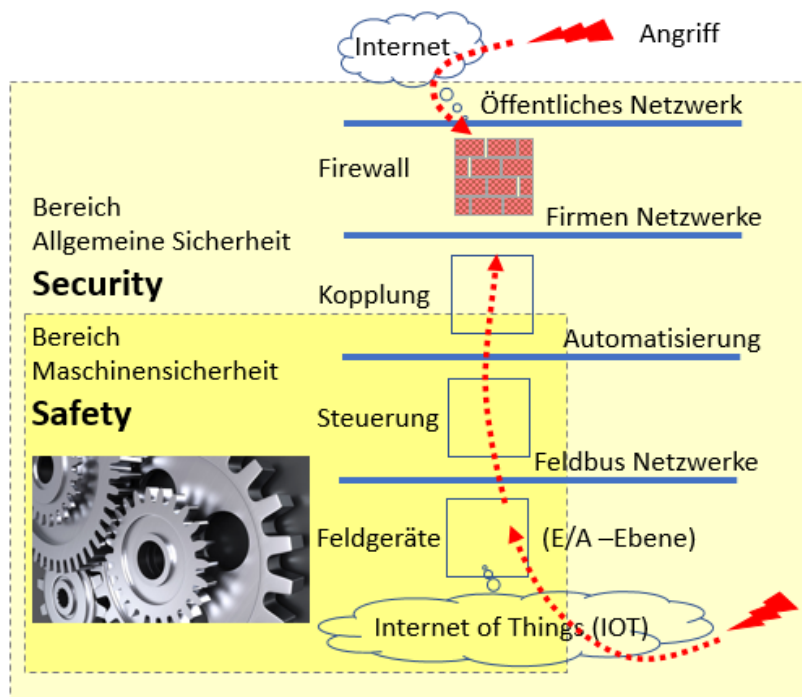 Internet
Angriff
Öffentliches Netzwerk
Firewall
Firmen Netzwerke
Bereich
Allgemeine Sicherheit
Security
Kopplung
Bereich
Maschinensicherheit
Safety
Automatisierung
Steuerung
Feldbus Netzwerke
Feldgeräte
(E/A –Ebene)
Internet of Things (IOT)